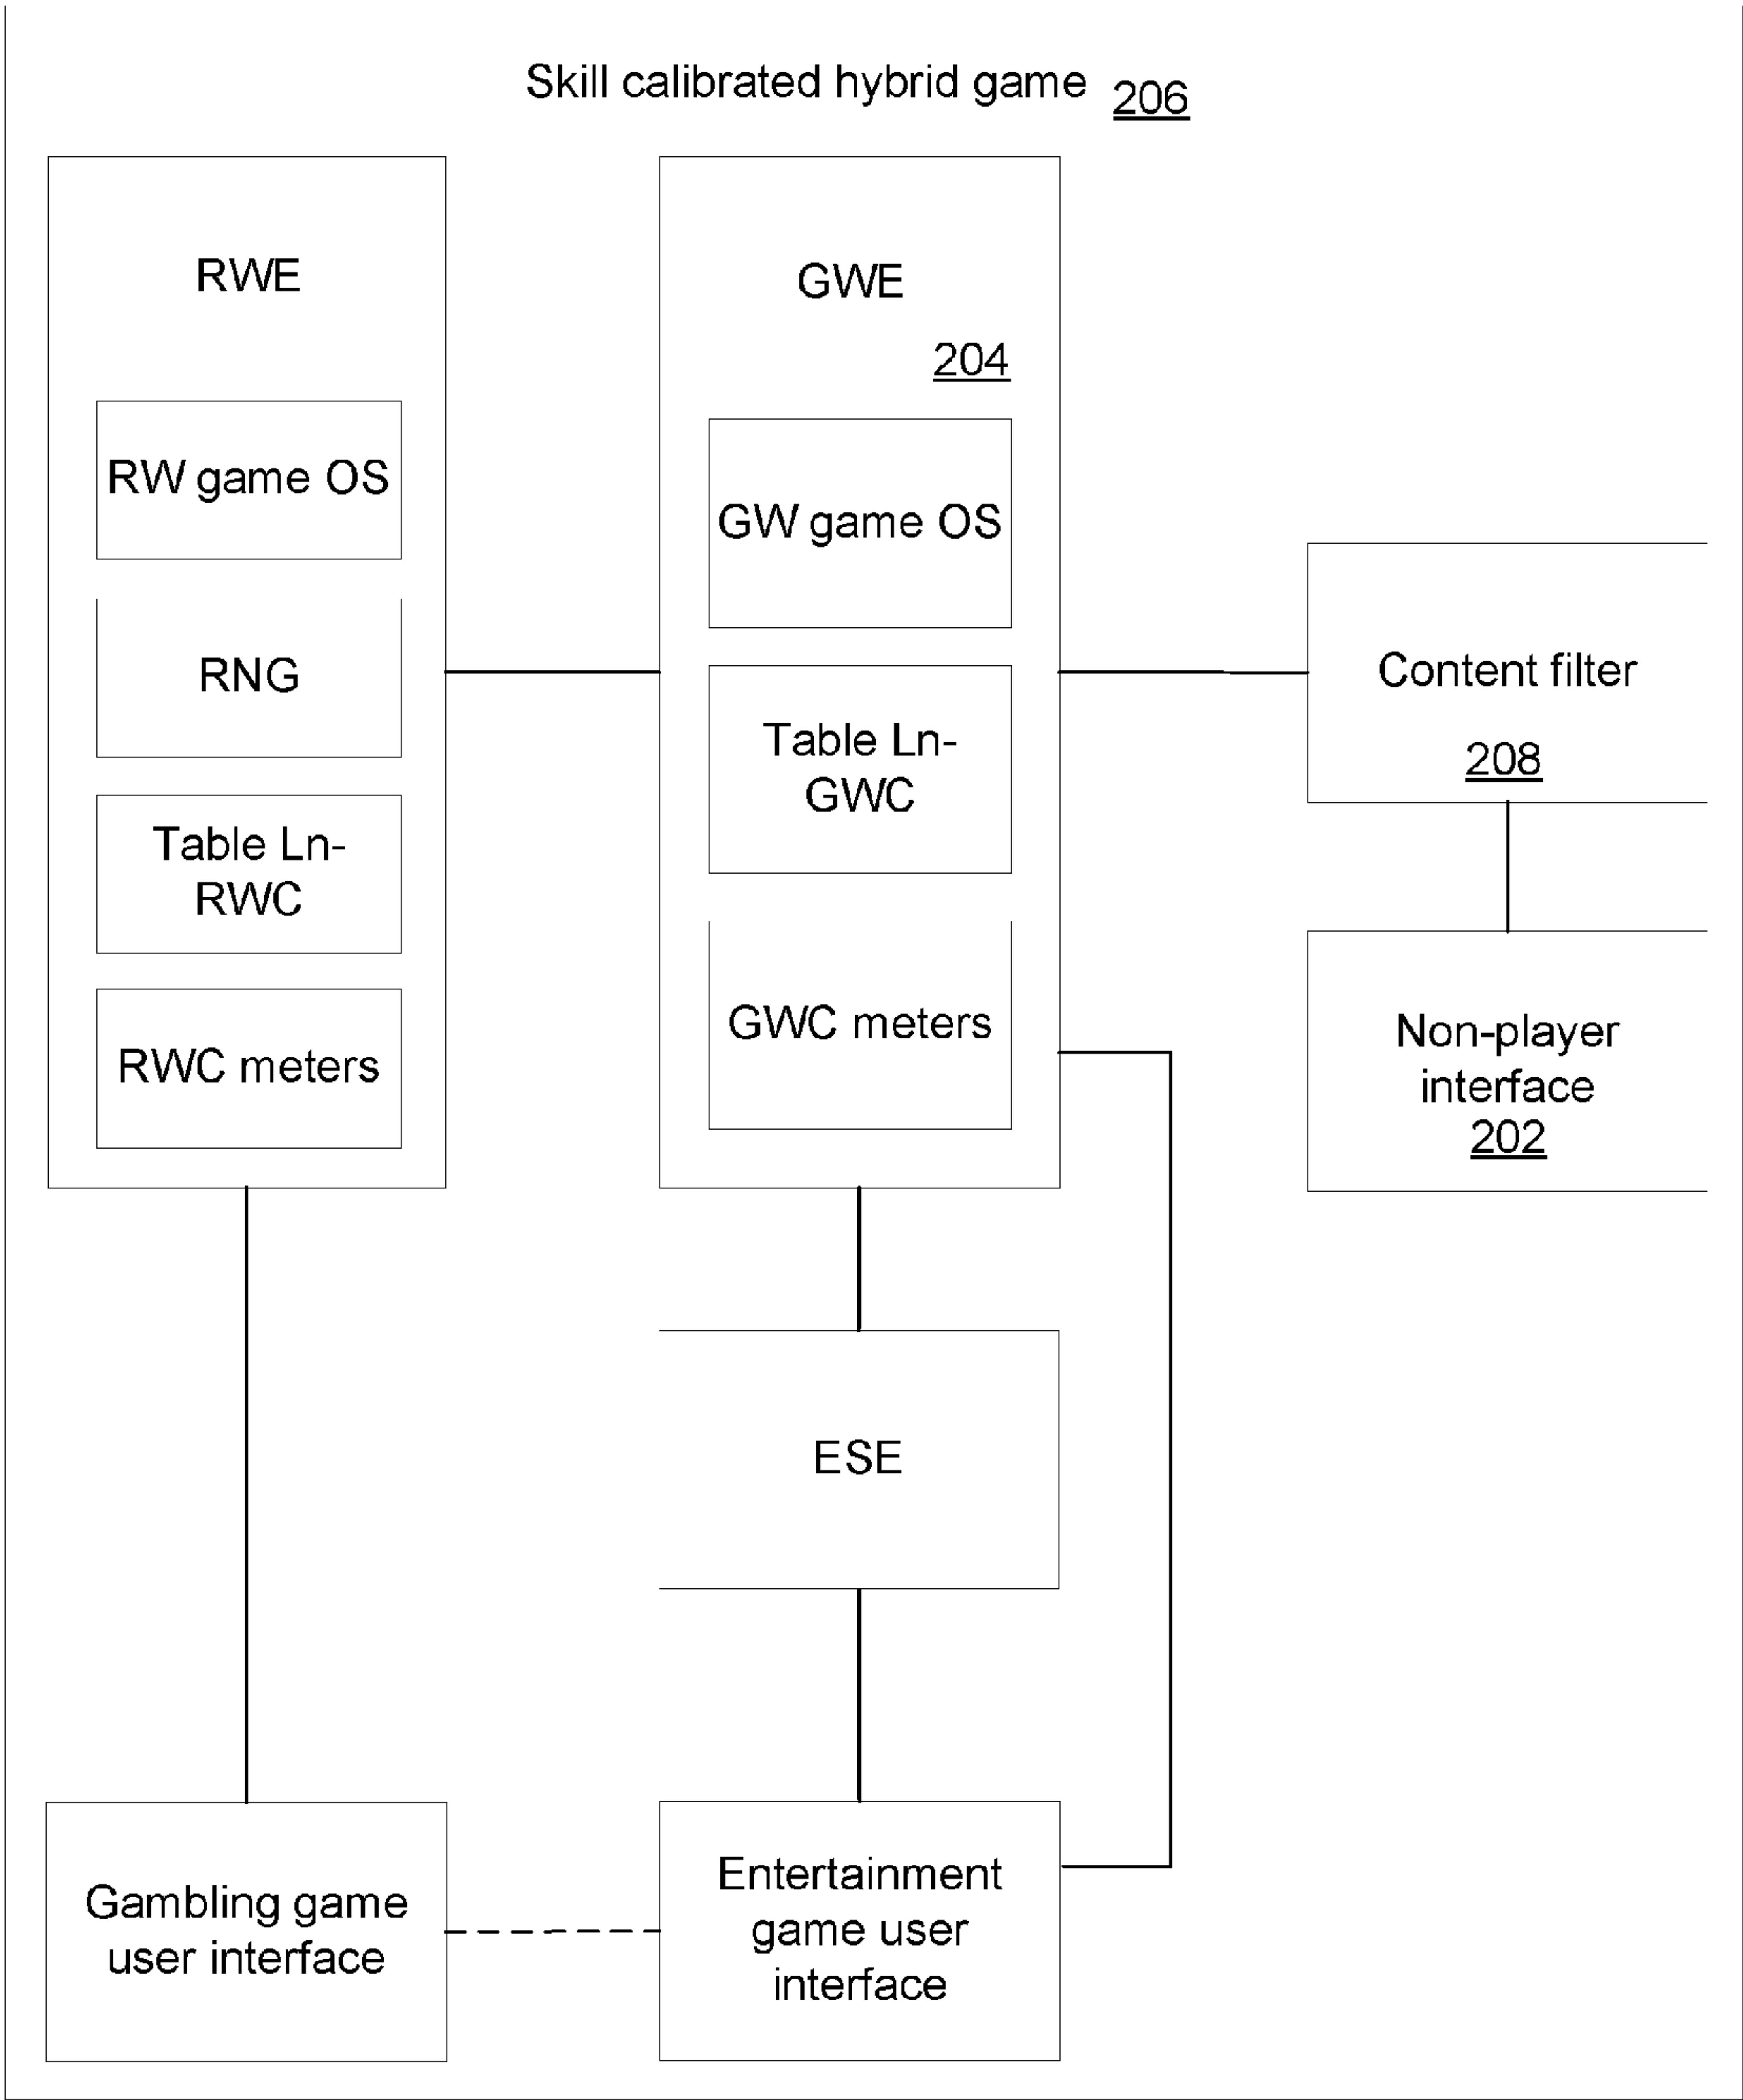 Skill calibrated hybrid game 206
RWE
RW game OS
RNG
Table Ln-
RWC
RWC meters
GWE
204
GW game OS
Table Ln-
GWC
GWC meters
Content filter
208
Non-player
interface
202
ESE
Gambling game
user interface
Entertainment
game user
interface